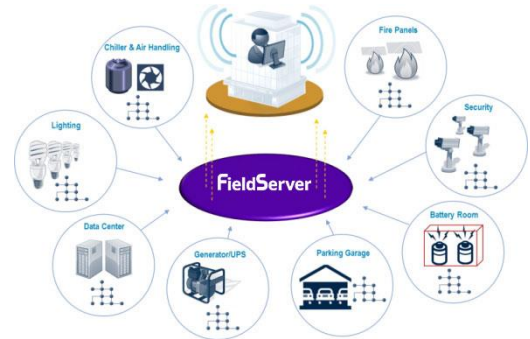 Chiller & Air Handling
Fire Panels
Lighting
Security
FieldServer
Data Center
Generator/UPS
Parking Garage
Battery Room